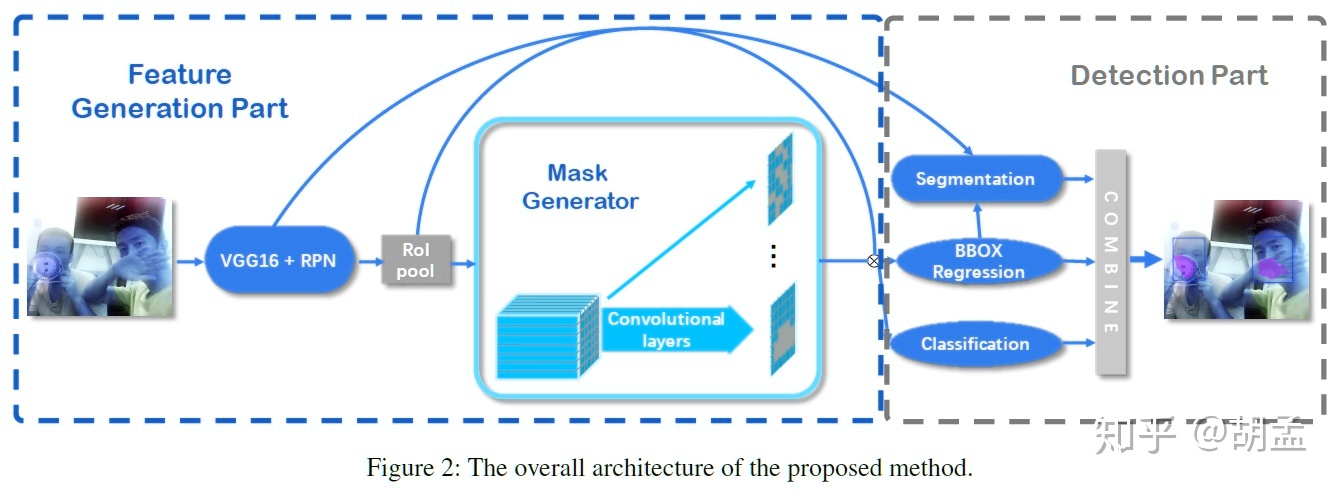 Feature
Generation Part
Detection Part
Mask
Generator
Segmentation
VGG16 + RPN
RoI
pool
BBOX
Regression
Convolutional
layers
Classification
COMBINE
知乎 @胡孟
Figure 2: The overall architecture of the proposed method.